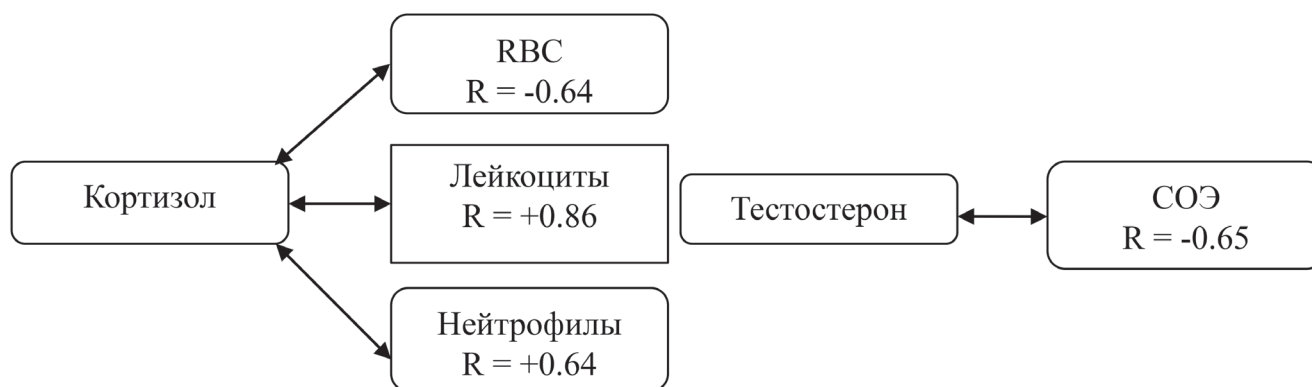 RBC
R = -0.64
Кортизол
Лейкоциты
R = +0.86
Нейтрофилы
R = +0.64
Тестостерон
СОЭ
R = -0.65